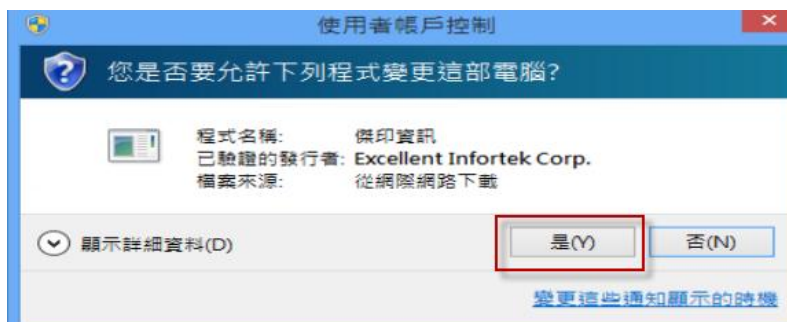 使用者帳戶控制
您是否要允許下列程式變更這部電腦?
程式名稱: 傑印資訊
已驗證的發行者: Excellent Infortek Corp.
檔案來源: 從網際網路下載
顯示詳細資料(D)
是(Y)
否(N)
變更這些通知顯示的時機